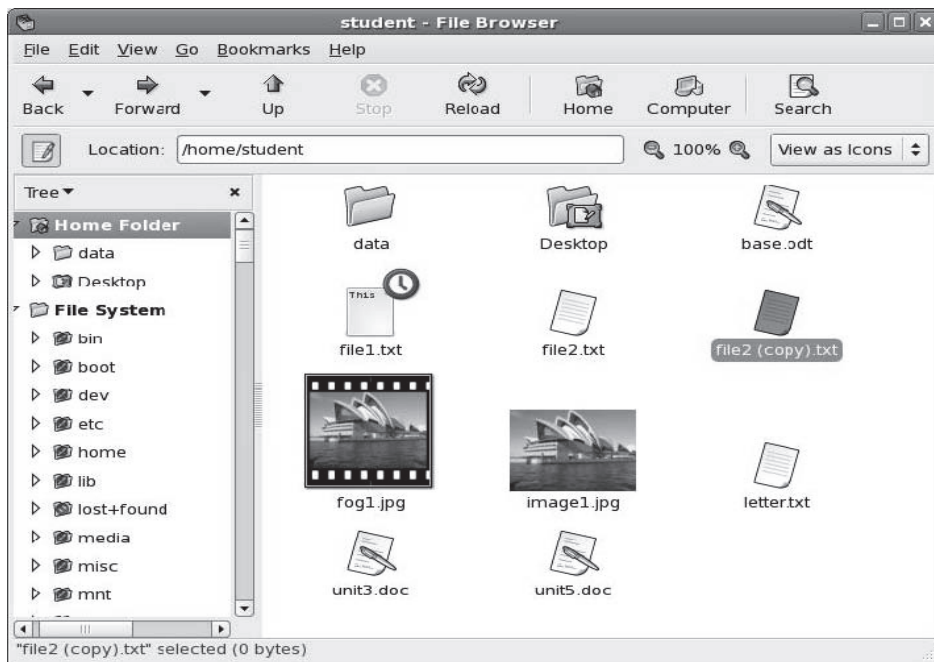 student - File Browser
File Edit View Go Bookmarks Help
Back Forward Up Stop Reload Home Computer Search
Location: /home/student 100% View as Icons
Tree
Home Folder
data
Desktop
File System
bin
boot
dev
etc
home
lib
lost+found
media
misc
mnt
data Desktop base.odt
This
file1.txt file2.txt file2 (copy).txt
fog1.jpg image1.jpg letter.txt
unit3.doc unit5.doc
"file2 (copy).txt" selected (0 bytes)